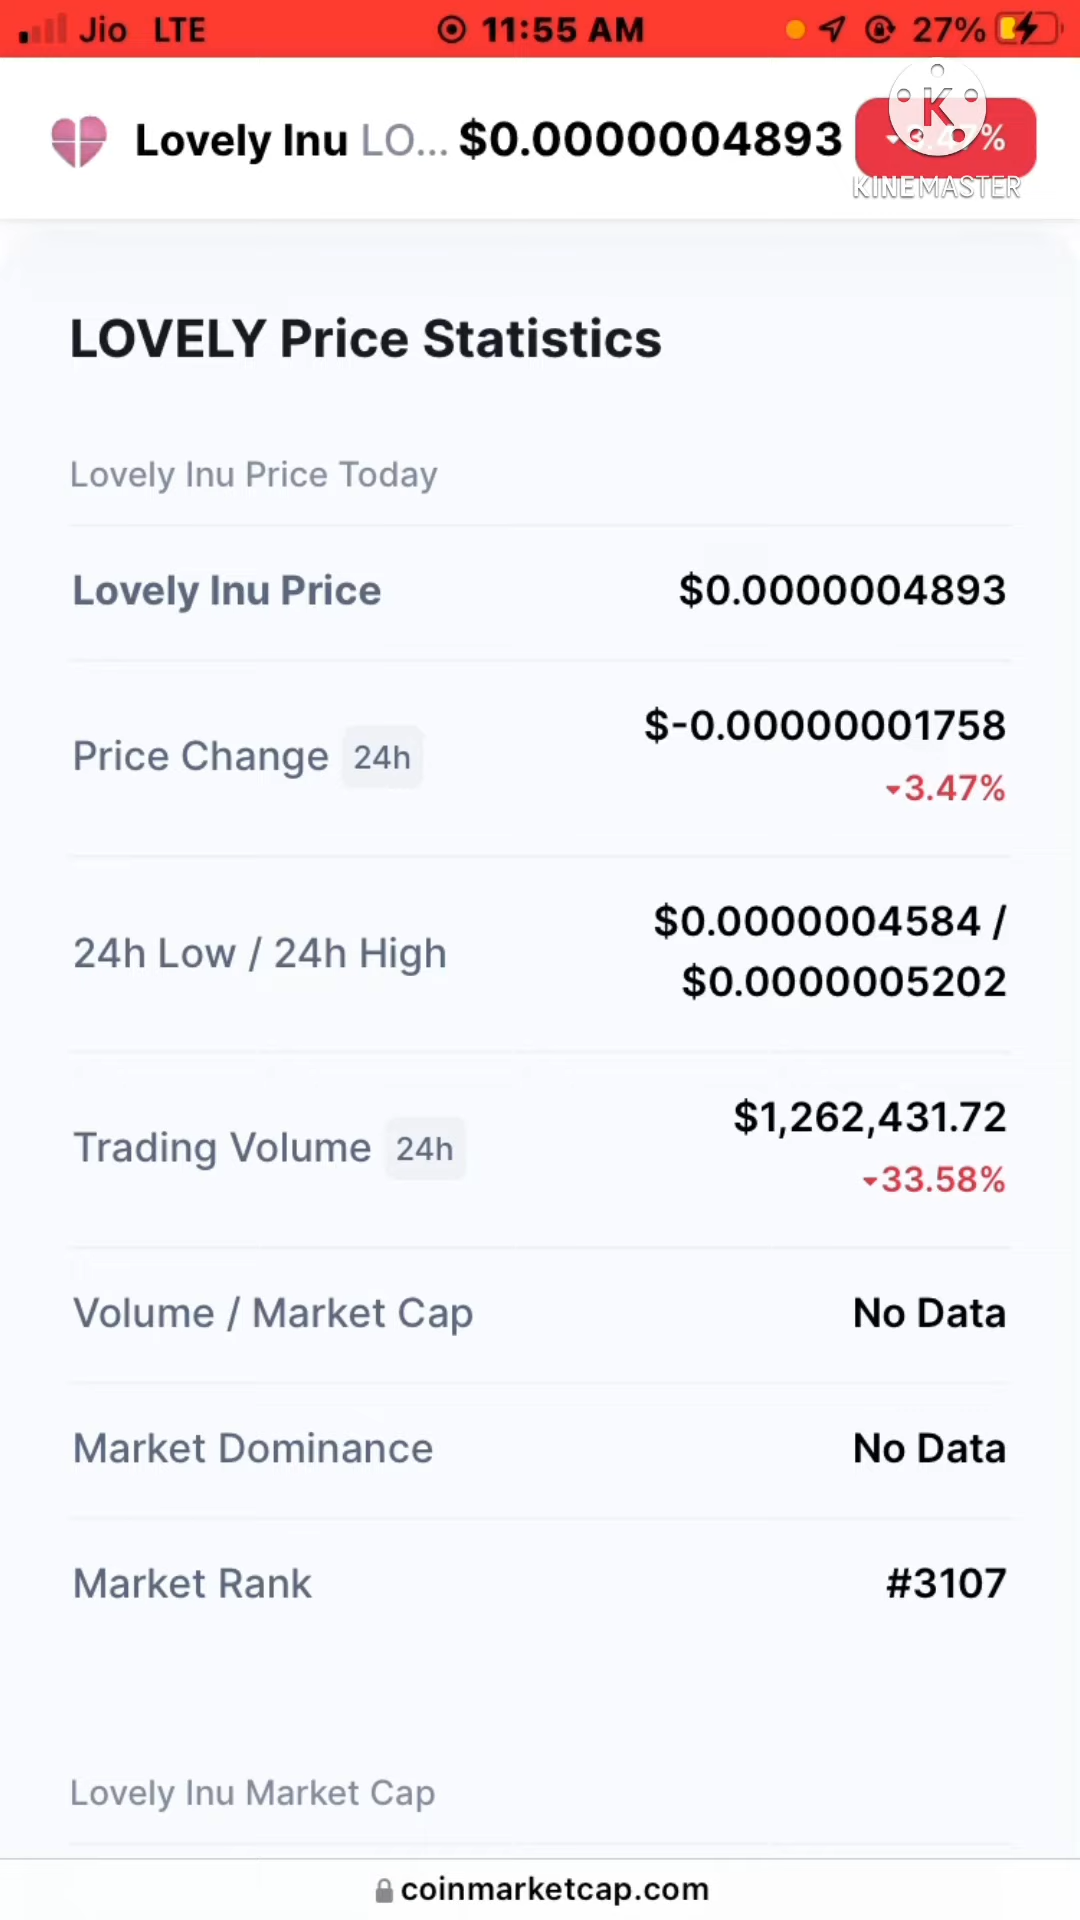 Jio LTE 11:55 AM 27%
Lovely Inu LO... $0.0000004893 3.47%
K
KINEMASTER
LOVELY Price Statistics
Lovely Inu Price Today
Lovely Inu Price $0.0000004893
Price Change 24h $-0.00000001758
3.47%
24h Low / 24h High $0.0000004584 /
$0.0000005202
Trading Volume 24h $1,262,431.72
33.58%
Volume / Market Cap No Data
Market Dominance No Data
Market Rank #3107
Lovely Inu Market Cap
coinmarketcap.com